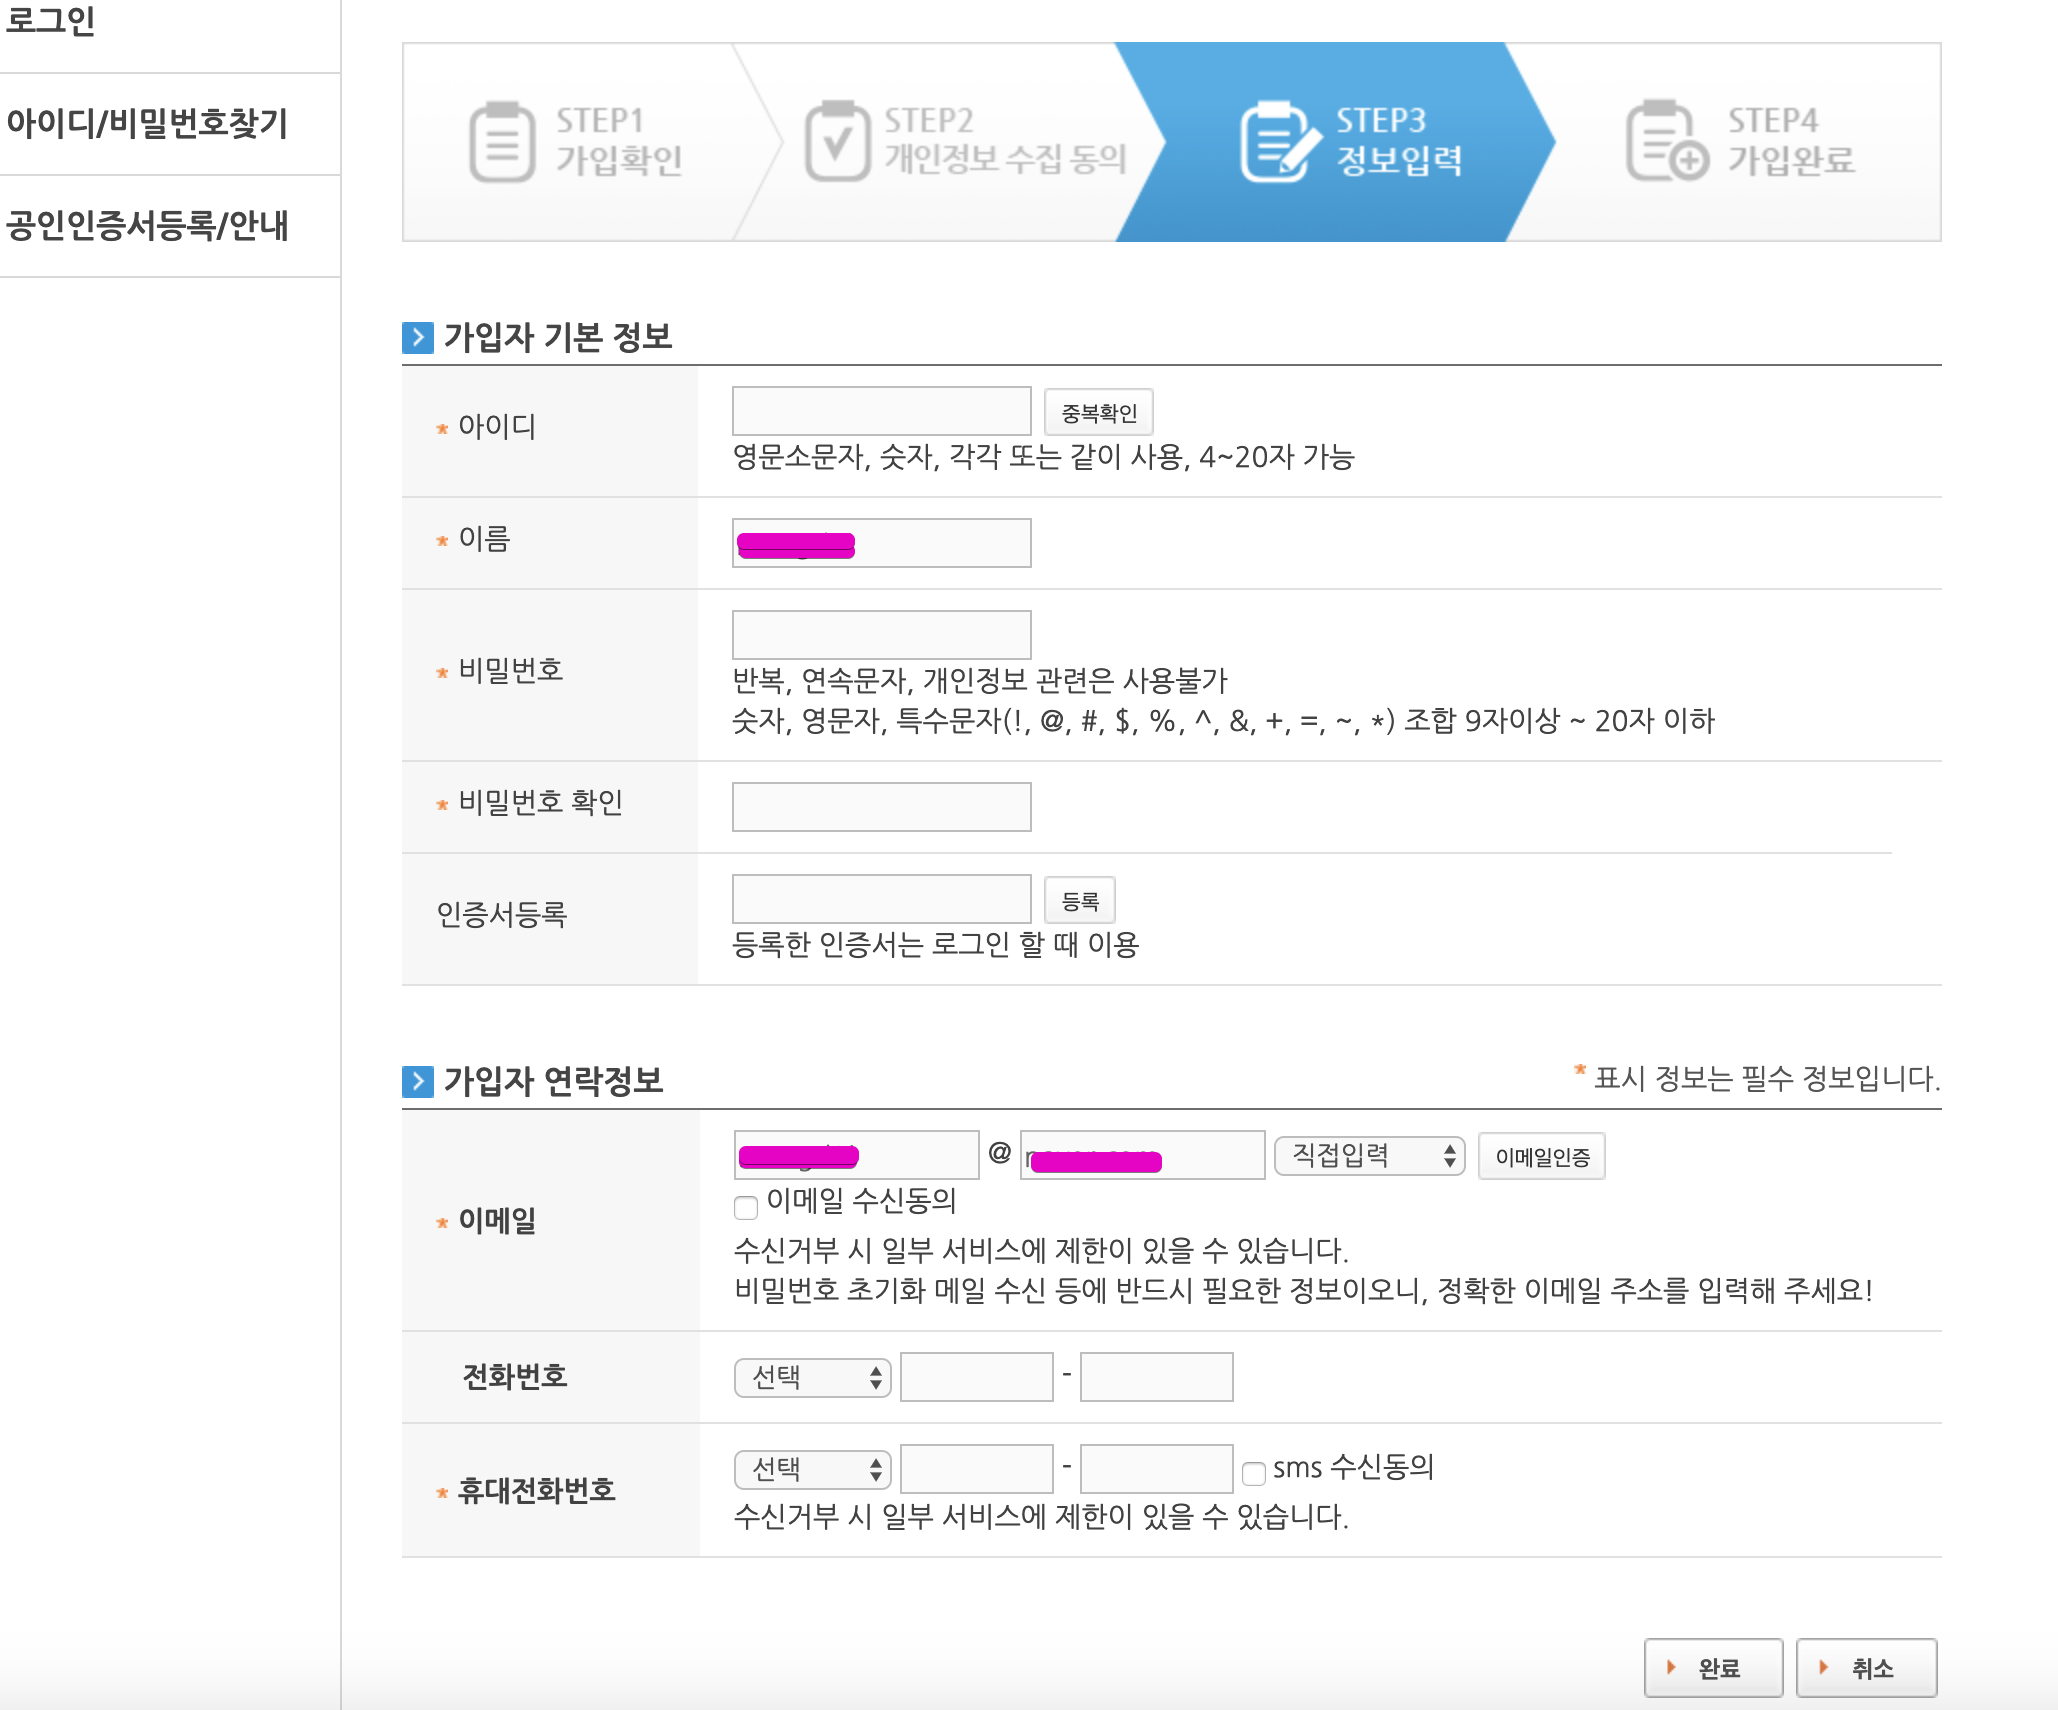 로그인
아이디/비밀번호찾기
공인인증서등록/안내
STEP1
가입확인
STEP2
개인정보 수집 동의
STEP3
정보입력
STEP4
가입완료
가입자 기본 정보
아이디
중복확인
영문소문자, 숫자, 각각 또는 같이 사용, 4~20자 가능
이름
비밀번호
반복, 연속문자, 개인정보 관련은 사용불가
숫자, 영문자, 특수문자(!, @, #, $, %, ^, &, +, =, ~, *) 조합 9자이상 ~ 20자 이하
비밀번호 확인
인증서등록
등록
등록한 인증서는 로그인 할 때 이용
가입자 연락정보
* 표시 정보는 필수 정보입니다.
이메일
@
직접입력
이메일인증
이메일 수신동의
수신거부 시 일부 서비스에 제한이 있을 수 있습니다.
비밀번호 초기화 메일 수신 등에 반드시 필요한 정보이오니, 정확한 이메일 주소를 입력해 주세요!
전화번호
선택 -
휴대전화번호
선택 - sms 수신동의
수신거부 시 일부 서비스에 제한이 있을 수 있습니다.
완료
취소